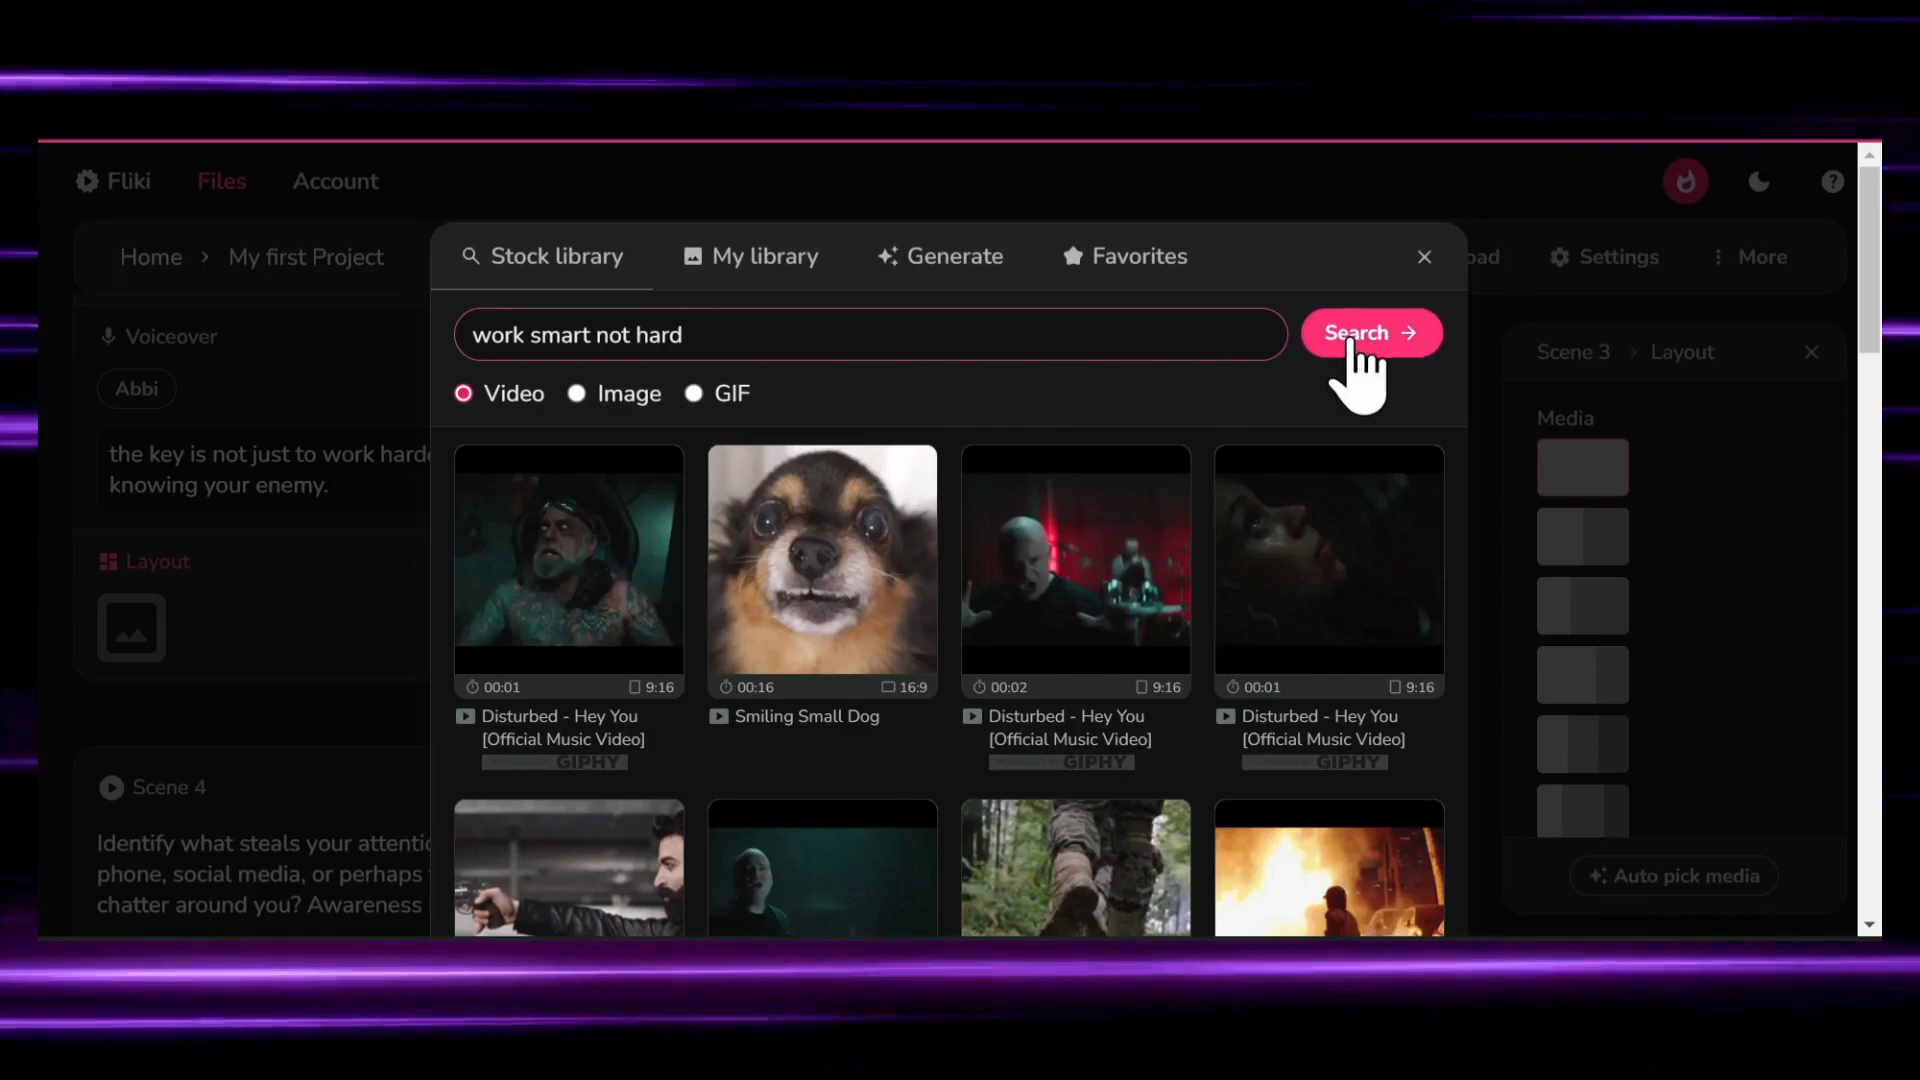 Fliki Files Account
Home > My first Project
oad Settings More
Stock library My library Generate Favorites
work smart not hard
Search
Video Image GIF
Voiceover
Abbi
the key is not just to work hard
knowing your enemy.
Layout
Scene 3 > Layout
Media
00:01 9:16
Disturbed - Hey You
[Official Music Video]
GIPHY
00:16 16:9
Smiling Small Dog
00:02 9:16
Disturbed - Hey You
[Official Music Video]
GIPHY
00:01 9:16
Disturbed - Hey You
[Official Music Video]
GIPHY
Scene 4
Identify what steals your attenti
phone, social media, or perhaps
chatter around you? Awareness
Auto pick media